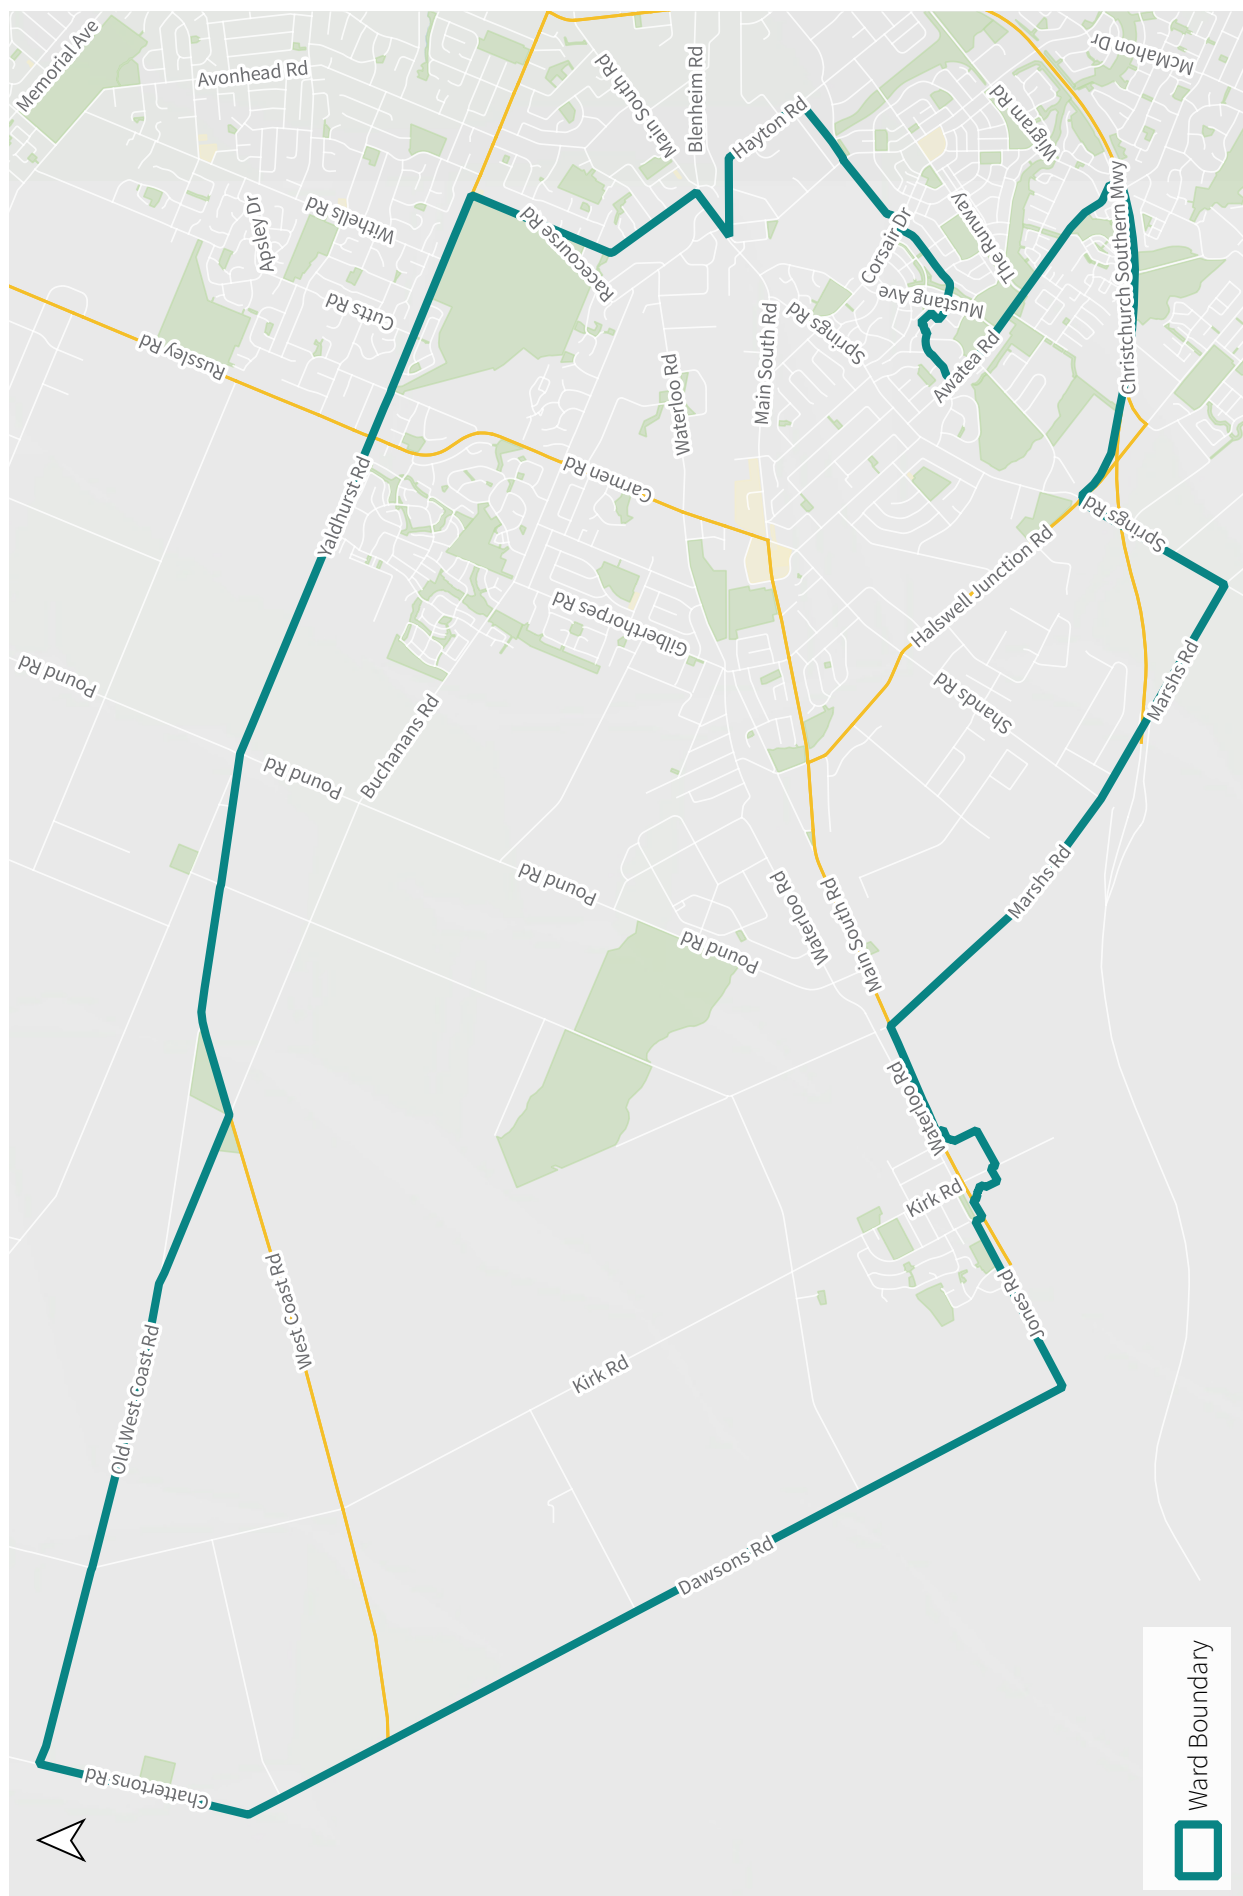 Memorial Ave
Avonhead Rd
Main South Rd
Blenheim Rd
Hayton Rd
Wigram Rd
McMahon Dr
Apsley Dr
Withells Rd
Racecourse Rd
Corsair Dr
The Runway
Christchurch Southern Mwy
Russley Rd
Cutts Rd
Mustang Ave
Springs Rd
Main South Rd
Waterloo Rd
Awatea Rd
Yaldhurst Rd
Carmen Rd
Springs Rd
Halswell Junction Rd
Gilberthorpes Rd
Pound Rd
Buchanans Rd
Pound Rd
Shands Rd
Marshs Rd
Pound Rd
Pound Rd
Waterloo Rd
Main South Rd
Marshs Rd
Waterloo Rd
Kirk Rd
West Coast Rd
Jones Rd
Old West Coast Rd
Kirk Rd
Dawsons Rd
Chattertons Rd
Ward Boundary